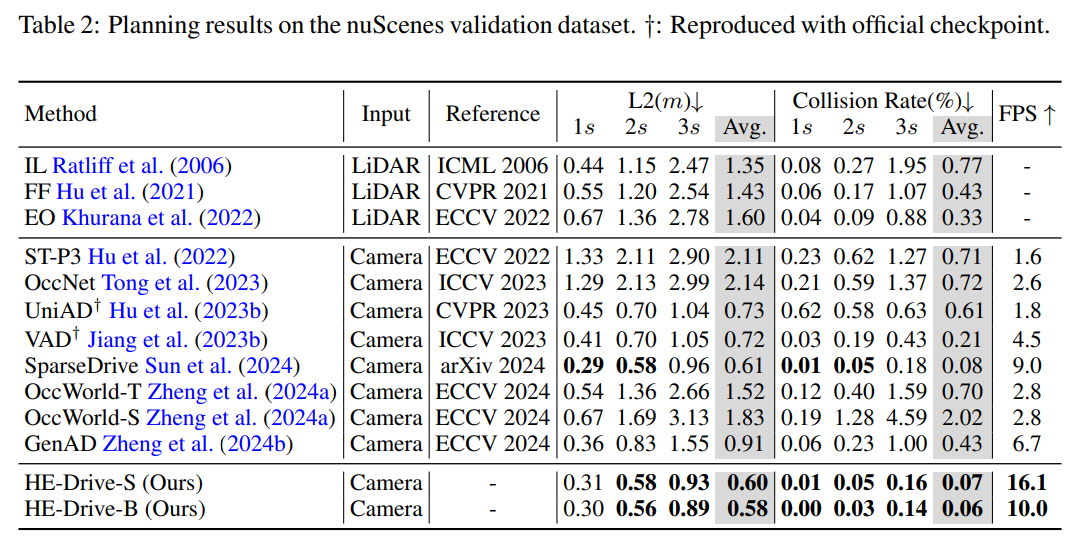 Table 2: Planning results on the nuScenes validation dataset. †: Reproduced with official checkpoint.
Method Input Reference L2(m)↓ Collision Rate(%)↓ FPS ↑
1s 2s 3s Avg. 1s 2s 3s Avg.
IL Ratliff et al. (2006) LiDAR ICML 2006 0.44 1.15 2.47 1.35 0.08 0.27 1.95 0.77 -
FF Hu et al. (2021) LiDAR CVPR 2021 0.55 1.20 2.54 1.43 0.06 0.17 1.07 0.43 -
EO Khurana et al. (2022) LiDAR ECCV 2022 0.67 1.36 2.78 1.60 0.04 0.09 0.88 0.33 -
ST-P3 Hu et al. (2022) Camera ECCV 2022 1.33 2.11 2.90 2.11 0.23 0.62 1.27 0.71 1.6
OccNet Tong et al. (2023) Camera ICCV 2023 1.29 2.13 2.99 2.14 0.21 0.59 1.37 0.72 2.6
UniAD† Hu et al. (2023b) Camera CVPR 2023 0.45 0.70 1.04 0.73 0.62 0.58 0.63 0.61 1.8
VAD† Jiang et al. (2023b) Camera ICCV 2023 0.41 0.70 1.05 0.72 0.03 0.19 0.43 0.21 4.5
SparseDrive Sun et al. (2024) Camera arXiv 2024 0.29 0.58 0.96 0.61 0.01 0.05 0.18 0.08 9.0
OccWorld-T Zheng et al. (2024a) Camera ECCV 2024 0.54 1.36 2.66 1.52 0.12 0.40 1.59 0.70 2.8
OccWorld-S Zheng et al. (2024a) Camera ECCV 2024 0.67 1.69 3.13 1.83 0.19 1.28 4.59 2.02 2.8
GenAD Zheng et al. (2024b) Camera ECCV 2024 0.36 0.83 1.55 0.91 0.06 0.23 1.00 0.43 6.7
HE-Drive-S (Ours) Camera - 0.31 0.58 0.93 0.60 0.01 0.05 0.16 0.07 16.1
HE-Drive-B (Ours) Camera - 0.30 0.56 0.89 0.58 0.00 0.03 0.14 0.06 10.0